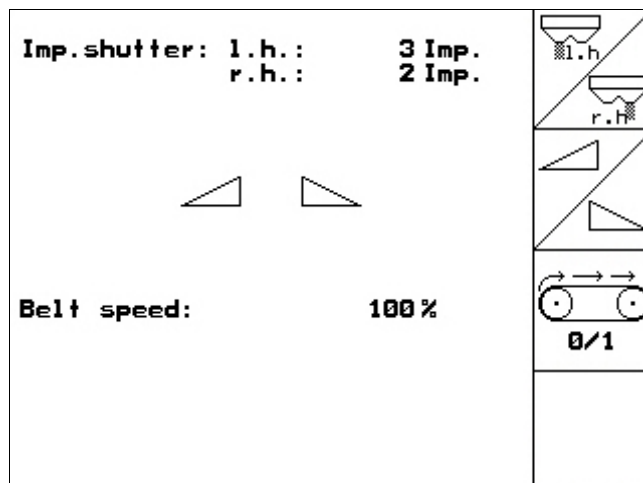 Imp.shutter: l.h.: 3 Imp.
r.h.: 2 Imp.
Belt speed: 100%
l.h
r.h
0/1